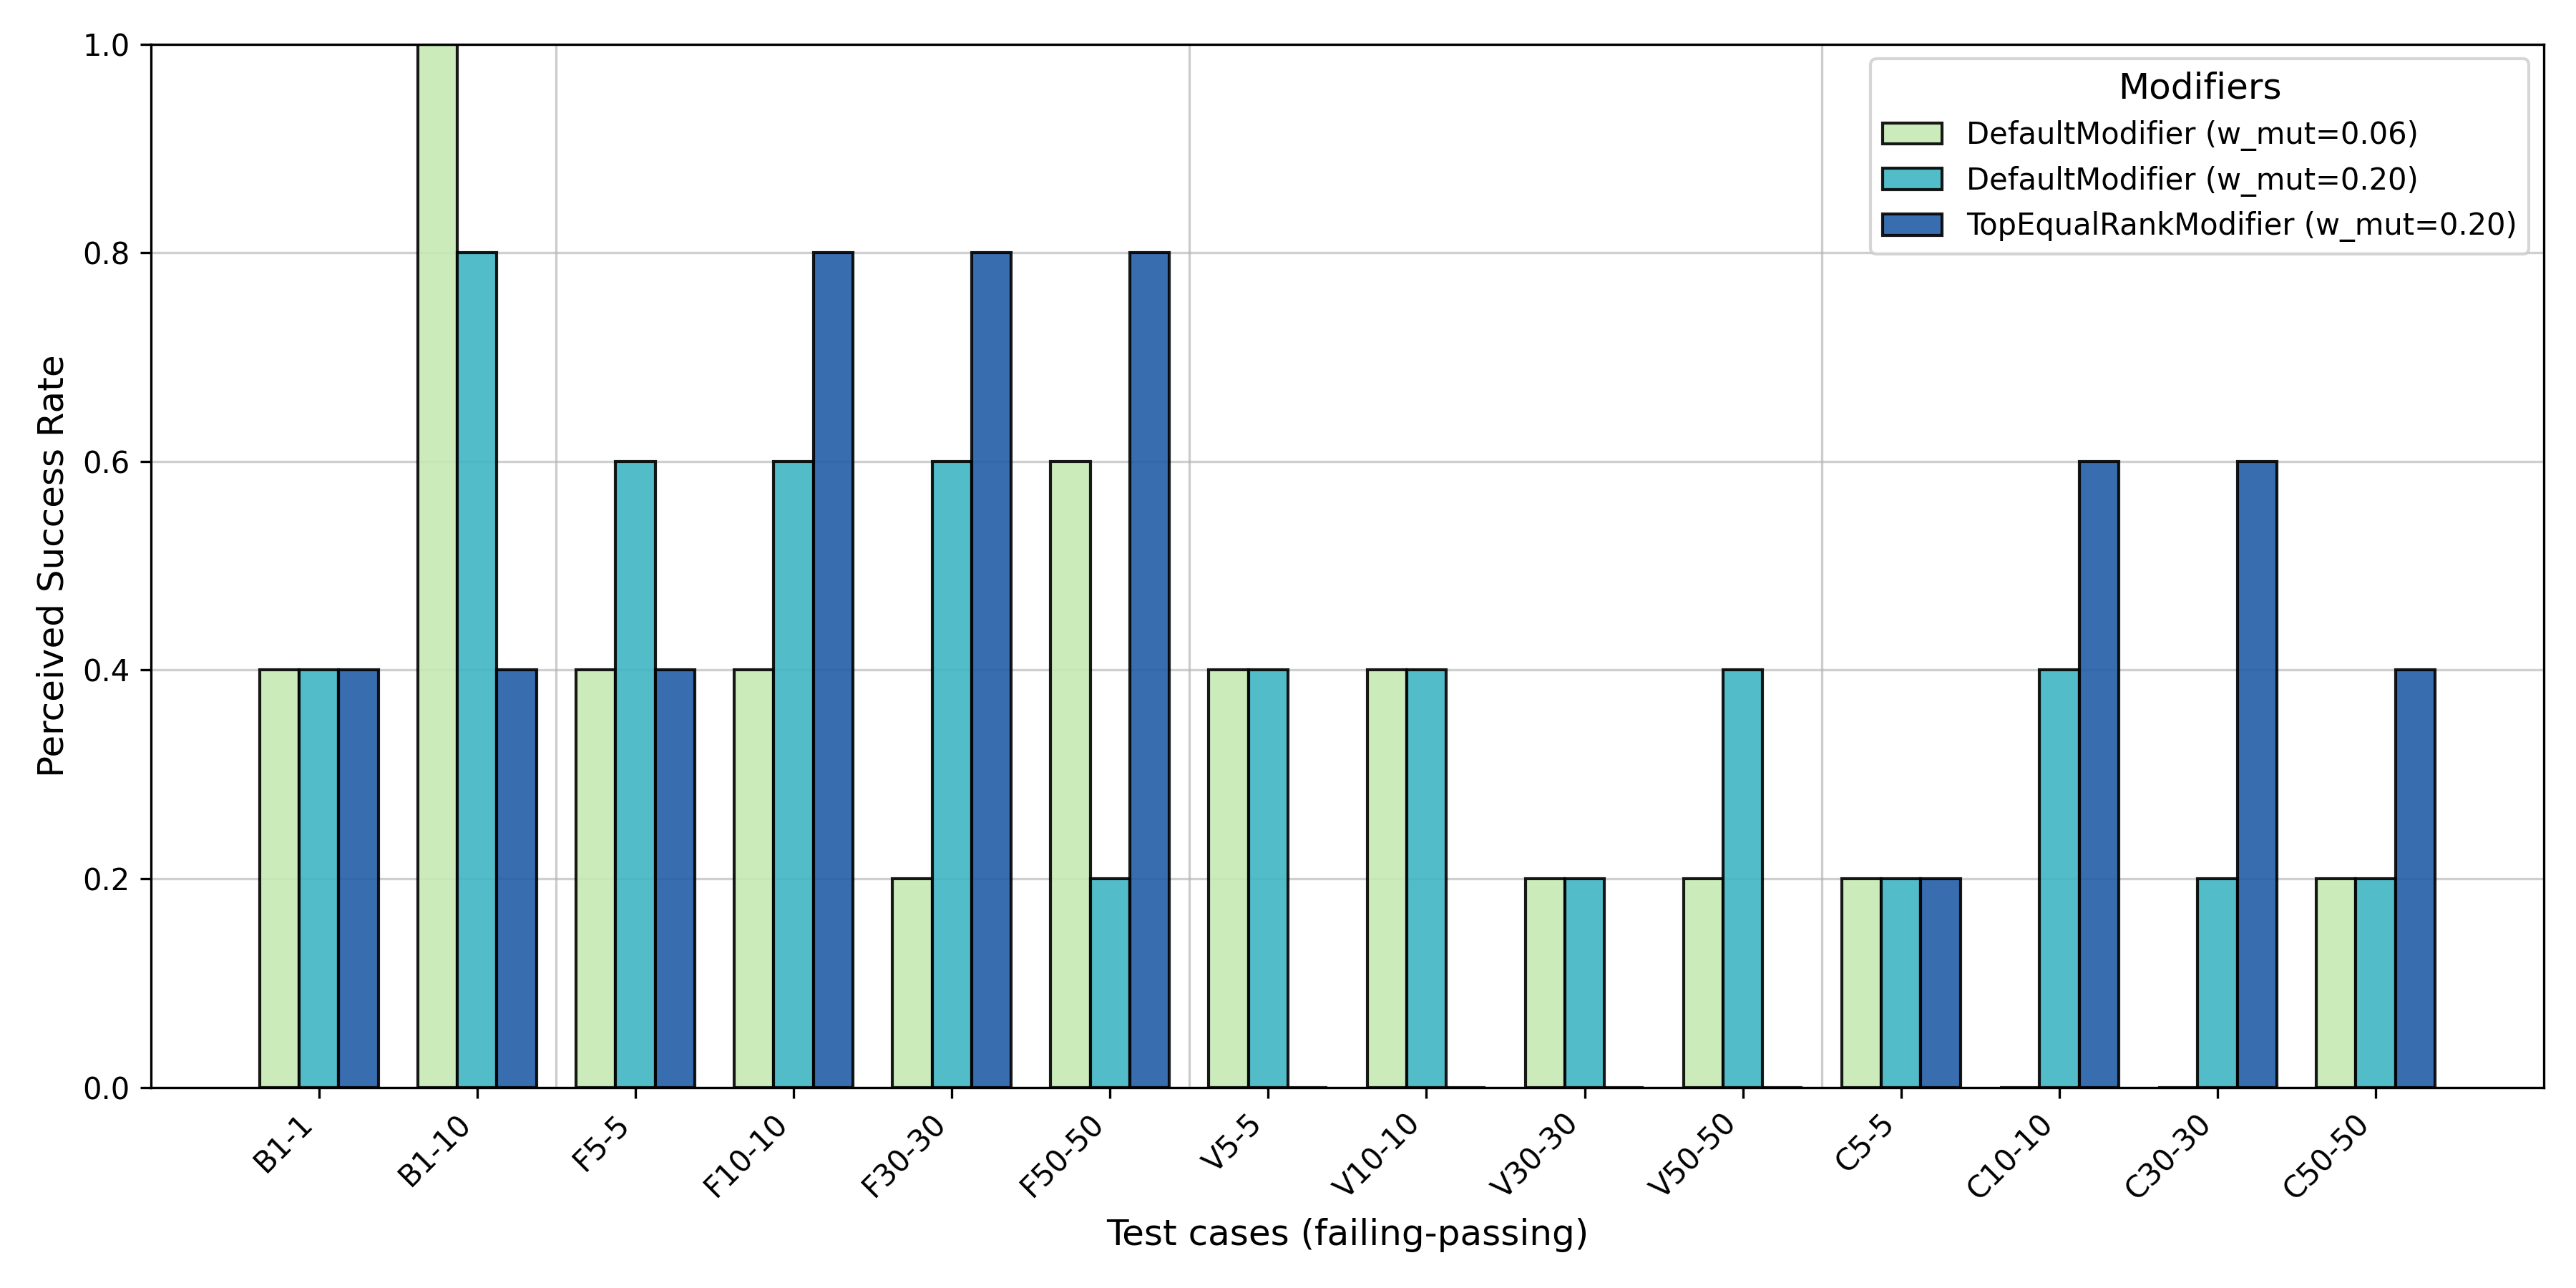 Perceived Success Rate
1.0
0.8
0.6
0.4
0.2
0.0
Modifiers
DefaultModifier (w_mut=0.06)
DefaultModifier (w_mut=0.20)
TopEqualRankModifier (w_mut=0.20)
B1-1
B1-10
F5-5
F10-10
F30-30
F50-50
V5-5
V10-10
V30-30
V50-50
C5-5
C10-10
C30-30
C50-50
Test cases (failing-passing)